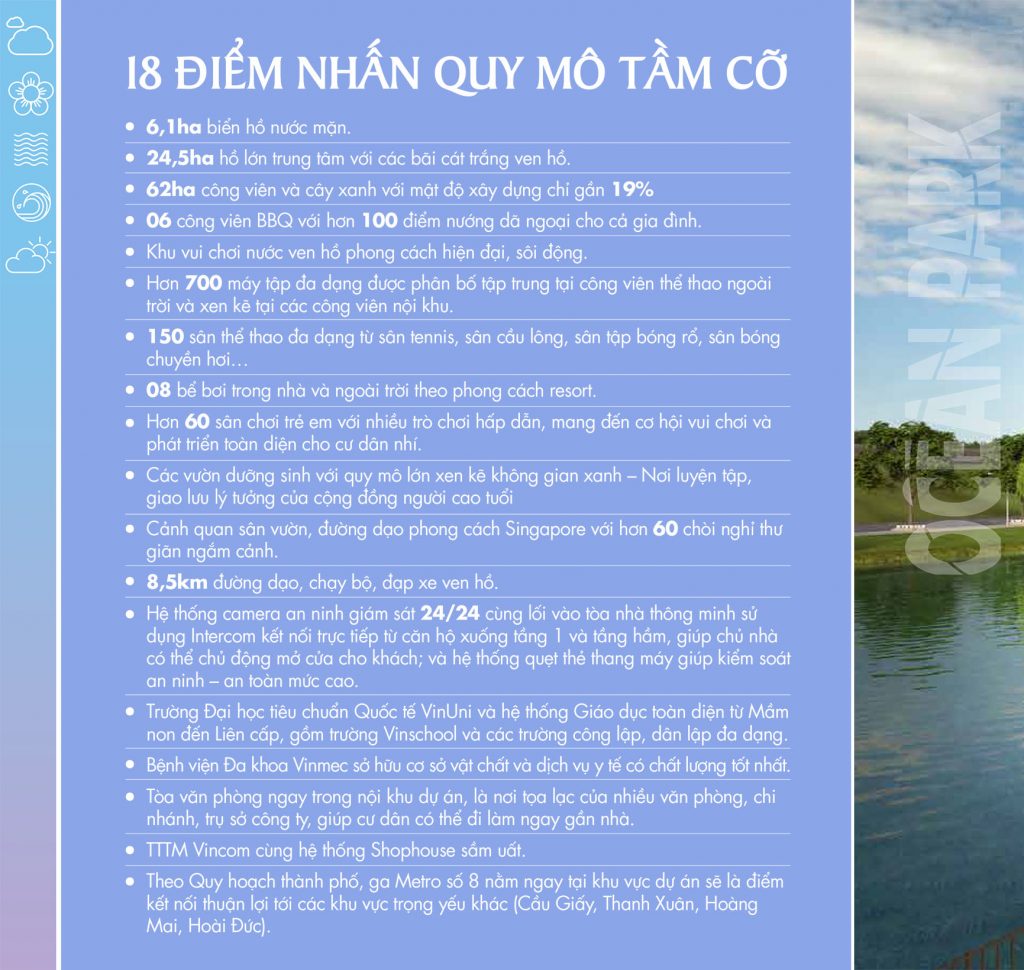 18 ĐIỂM NHẤN QUY MÔ TẦM CỠ
• 6,1ha biển hồ nước mặn.
• 24,5ha hồ lớn trung tâm với các bãi cát trắng ven hồ.
• 62ha công viên và cây xanh với mật độ xây dựng chỉ gần 19%
• 06 công viên BBQ với hơn 100 điểm nướng dã ngoại cho cả gia đình.
• Khu vui chơi nước ven hồ phong cách hiện đại, sôi động.
• Hơn 700 máy tập đa dạng được phân bố tập trung tại công viên thể thao ngoài
trời và xen kẽ tại các công viên nội khu.
• 150 sân thể thao đa dạng từ sân tennis, sân cầu lông, sân tập bóng rổ, sân bóng
chuyền hơi...
• 08 bể bơi trong nhà và ngoài trời theo phong cách resort.
• Hơn 60 sân chơi trẻ em với nhiều trò chơi hấp dẫn, mang đến cơ hội vui chơi và
phát triển toàn diện cho cư dân nhí.
• Các vườn dưỡng sinh với quy mô lớn xen kẽ không gian xanh – Nơi luyện tập,
giao lưu lý tưởng của cộng đồng người cao tuổi
• Cảnh quan sân vườn, đường dạo phong cách Singapore với hơn 60 chòi nghỉ thư
giãn ngắm cảnh.
• 8,5km đường dạo, chạy bộ, đạp xe ven hồ.
• Hệ thống camera an ninh giám sát 24/24 cùng lối vào tòa nhà thông minh sử
dụng Intercom kết nối trực tiếp từ căn hộ xuống tầng 1 và tầng hầm, giúp chủ nhà
có thể chủ động mở cửa cho khách; và hệ thống quẹt thẻ thang máy giúp kiểm soát
an ninh – an toàn mức cao.
• Trường Đại học tiêu chuẩn Quốc tế VinUni và hệ thống Giáo dục toàn diện từ Mầm
non đến Liên cấp, gồm trường Vinschool và các trường công lập, dân lập đa dạng.
• Bệnh viện Đa khoa Vinmec sở hữu cơ sở vật chất và dịch vụ y tế có chất lượng tốt nhất.
• Tòa văn phòng ngay trong nội khu dự án, là nơi tọa lạc của nhiều văn phòng, chi
nhánh, trụ sở công ty, giúp cư dân có thể đi làm ngay gần nhà.
• TTTM Vincom cùng hệ thống Shophouse sầm uất.
• Theo Quy hoạch thành phố, ga Metro số 8 nằm ngay tại khu vực dự án sẽ là điểm
kết nối thuận lợi tới các khu vực trọng yếu khác (Cầu Giấy, Thanh Xuân, Hoàng
Mai, Hoài Đức).
OCEAN PARK